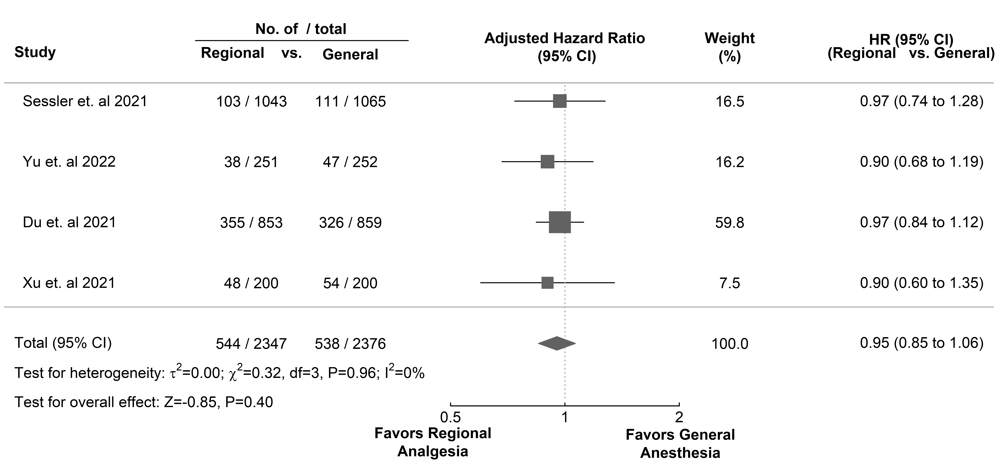 No. of  / total
Study Regional vs. General Adjusted Hazard Ratio (95% CI) Weight (%) HR (95% CI) (Regional vs. General)
Sessler et. al 2021 103 / 1043 111 / 1065 16.5 0.97 (0.74 to 1.28)
Yu et. al 2022 38 / 251 47 / 252 16.2 0.90 (0.68 to 1.19)
Du et. al 2021 355 / 853 326 / 859 59.8 0.97 (0.84 to 1.12)
Xu et. al 2021 48 / 200 54 / 200 7.5 0.90 (0.60 to 1.35)
Total (95% CI) 544 / 2347 538 / 2376 100.0 0.95 (0.85 to 1.06)
Test for heterogeneity: τ²=0.00; χ²=0.32, df=3, P=0.96; I²=0%
Test for overall effect: Z=-0.85, P=0.40
0.5 1 2
Favors Regional Analgesia
Favors General Anesthesia